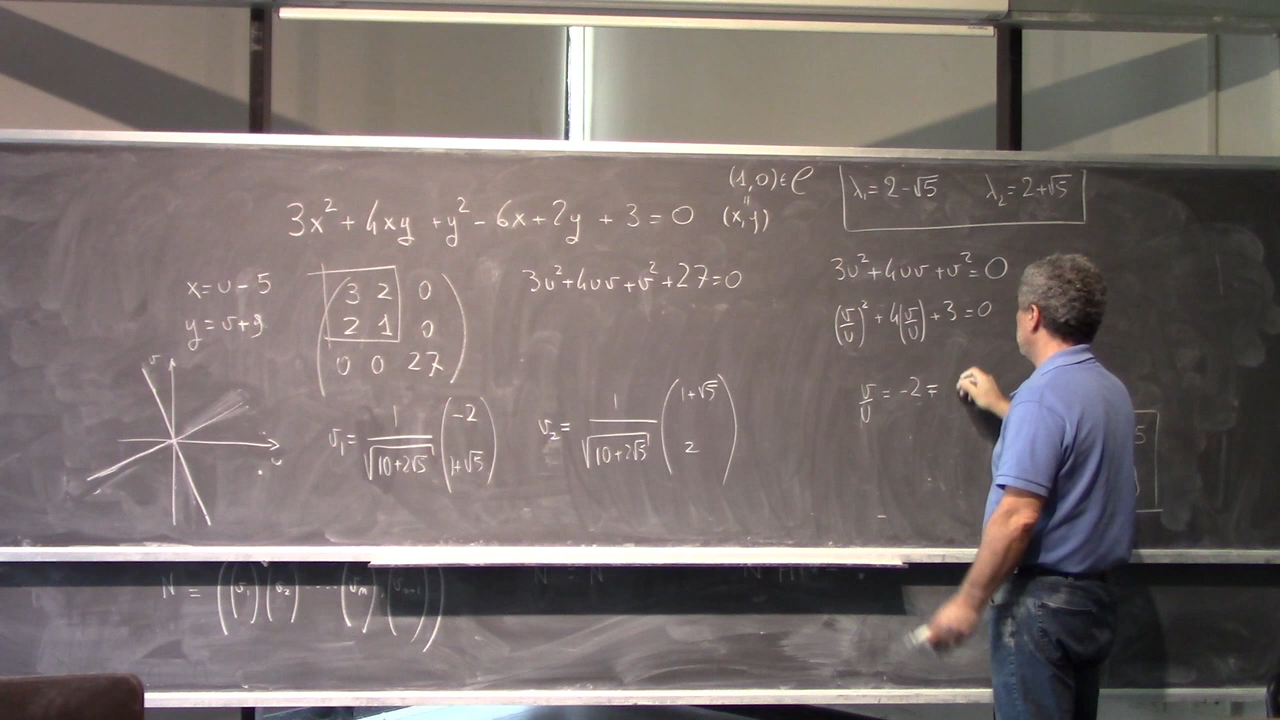 (1,0)∈C
"
(x,y)
λ₁=2-√5 λ₂=2+√5
3x²+4xy+y²-6x+2y+3=0
x=u-5
y=v+9
3 2 0
2 1 0
0 0 27
3u²+4uv+v²+27=0
3u²+4uv+v²=0
(v/u)²+4(v/u)+3=0
v/u = -2 =
v
u
v₁= 1/√(10+2√5) (-2
1+√5)
v₂= 1/√(10+2√5) (1+√5
2)
5
N = ((v₁)(v₂).....(vₙ),(vₙ₊₁))